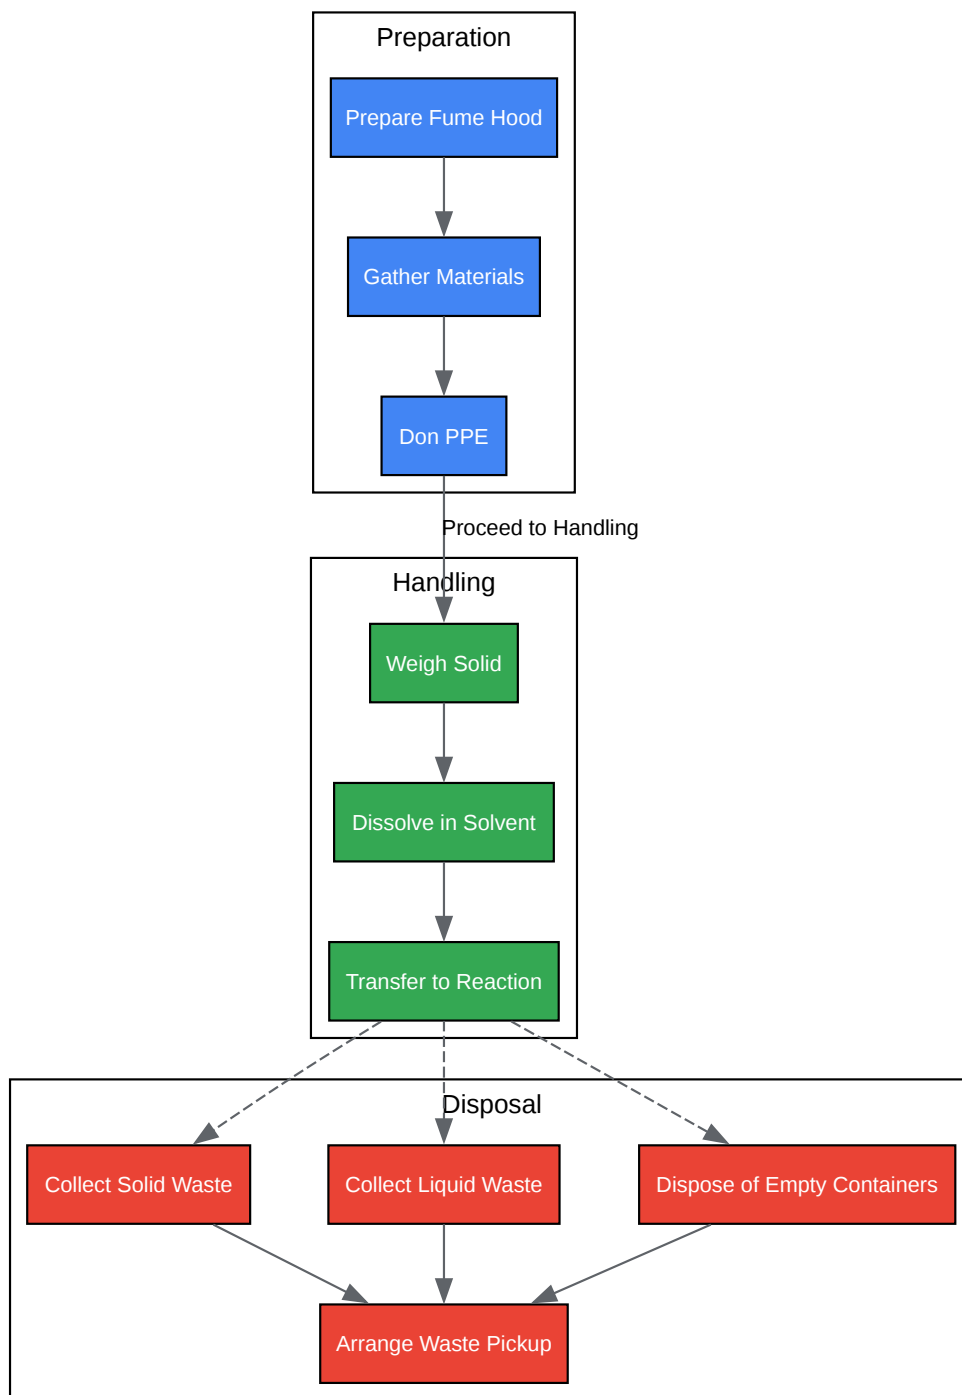 Preparation
Prepare Fume Hood
Gather Materials
Don PPE
Proceed to Handling
Handling
Weigh Solid
Dissolve in Solvent
Transfer to Reaction
Disposal
Collect Solid Waste
Collect Liquid Waste
Dispose of Empty Containers
Arrange Waste Pickup